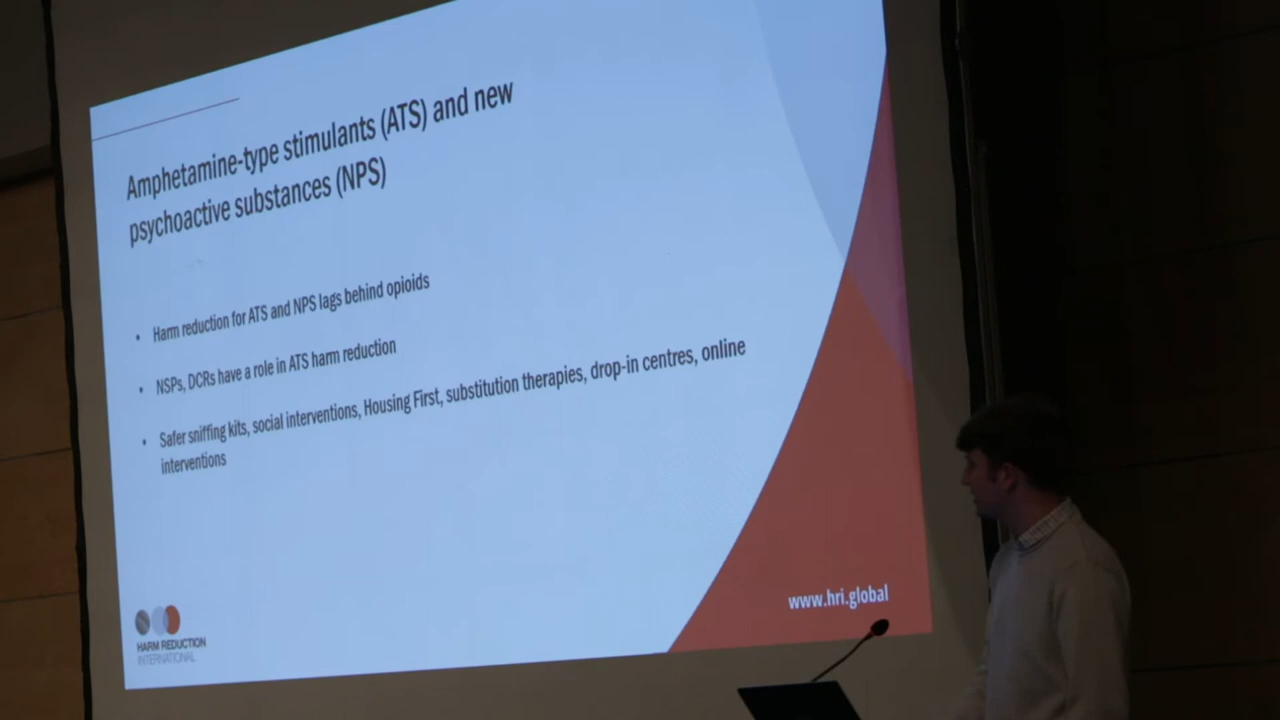 Amphetamine-type stimulants (ATS) and new
psychoactive substances (NPS)
• Harm reduction for ATS and NPS lags behind opioids
• NSPs, DCRs have a role in ATS harm reduction
• Safer sniffing kits, social interventions, Housing First, substitution therapies, drop-in centres, online
interventions
HARM REDUCTION
INTERNATIONAL
www.hri.global